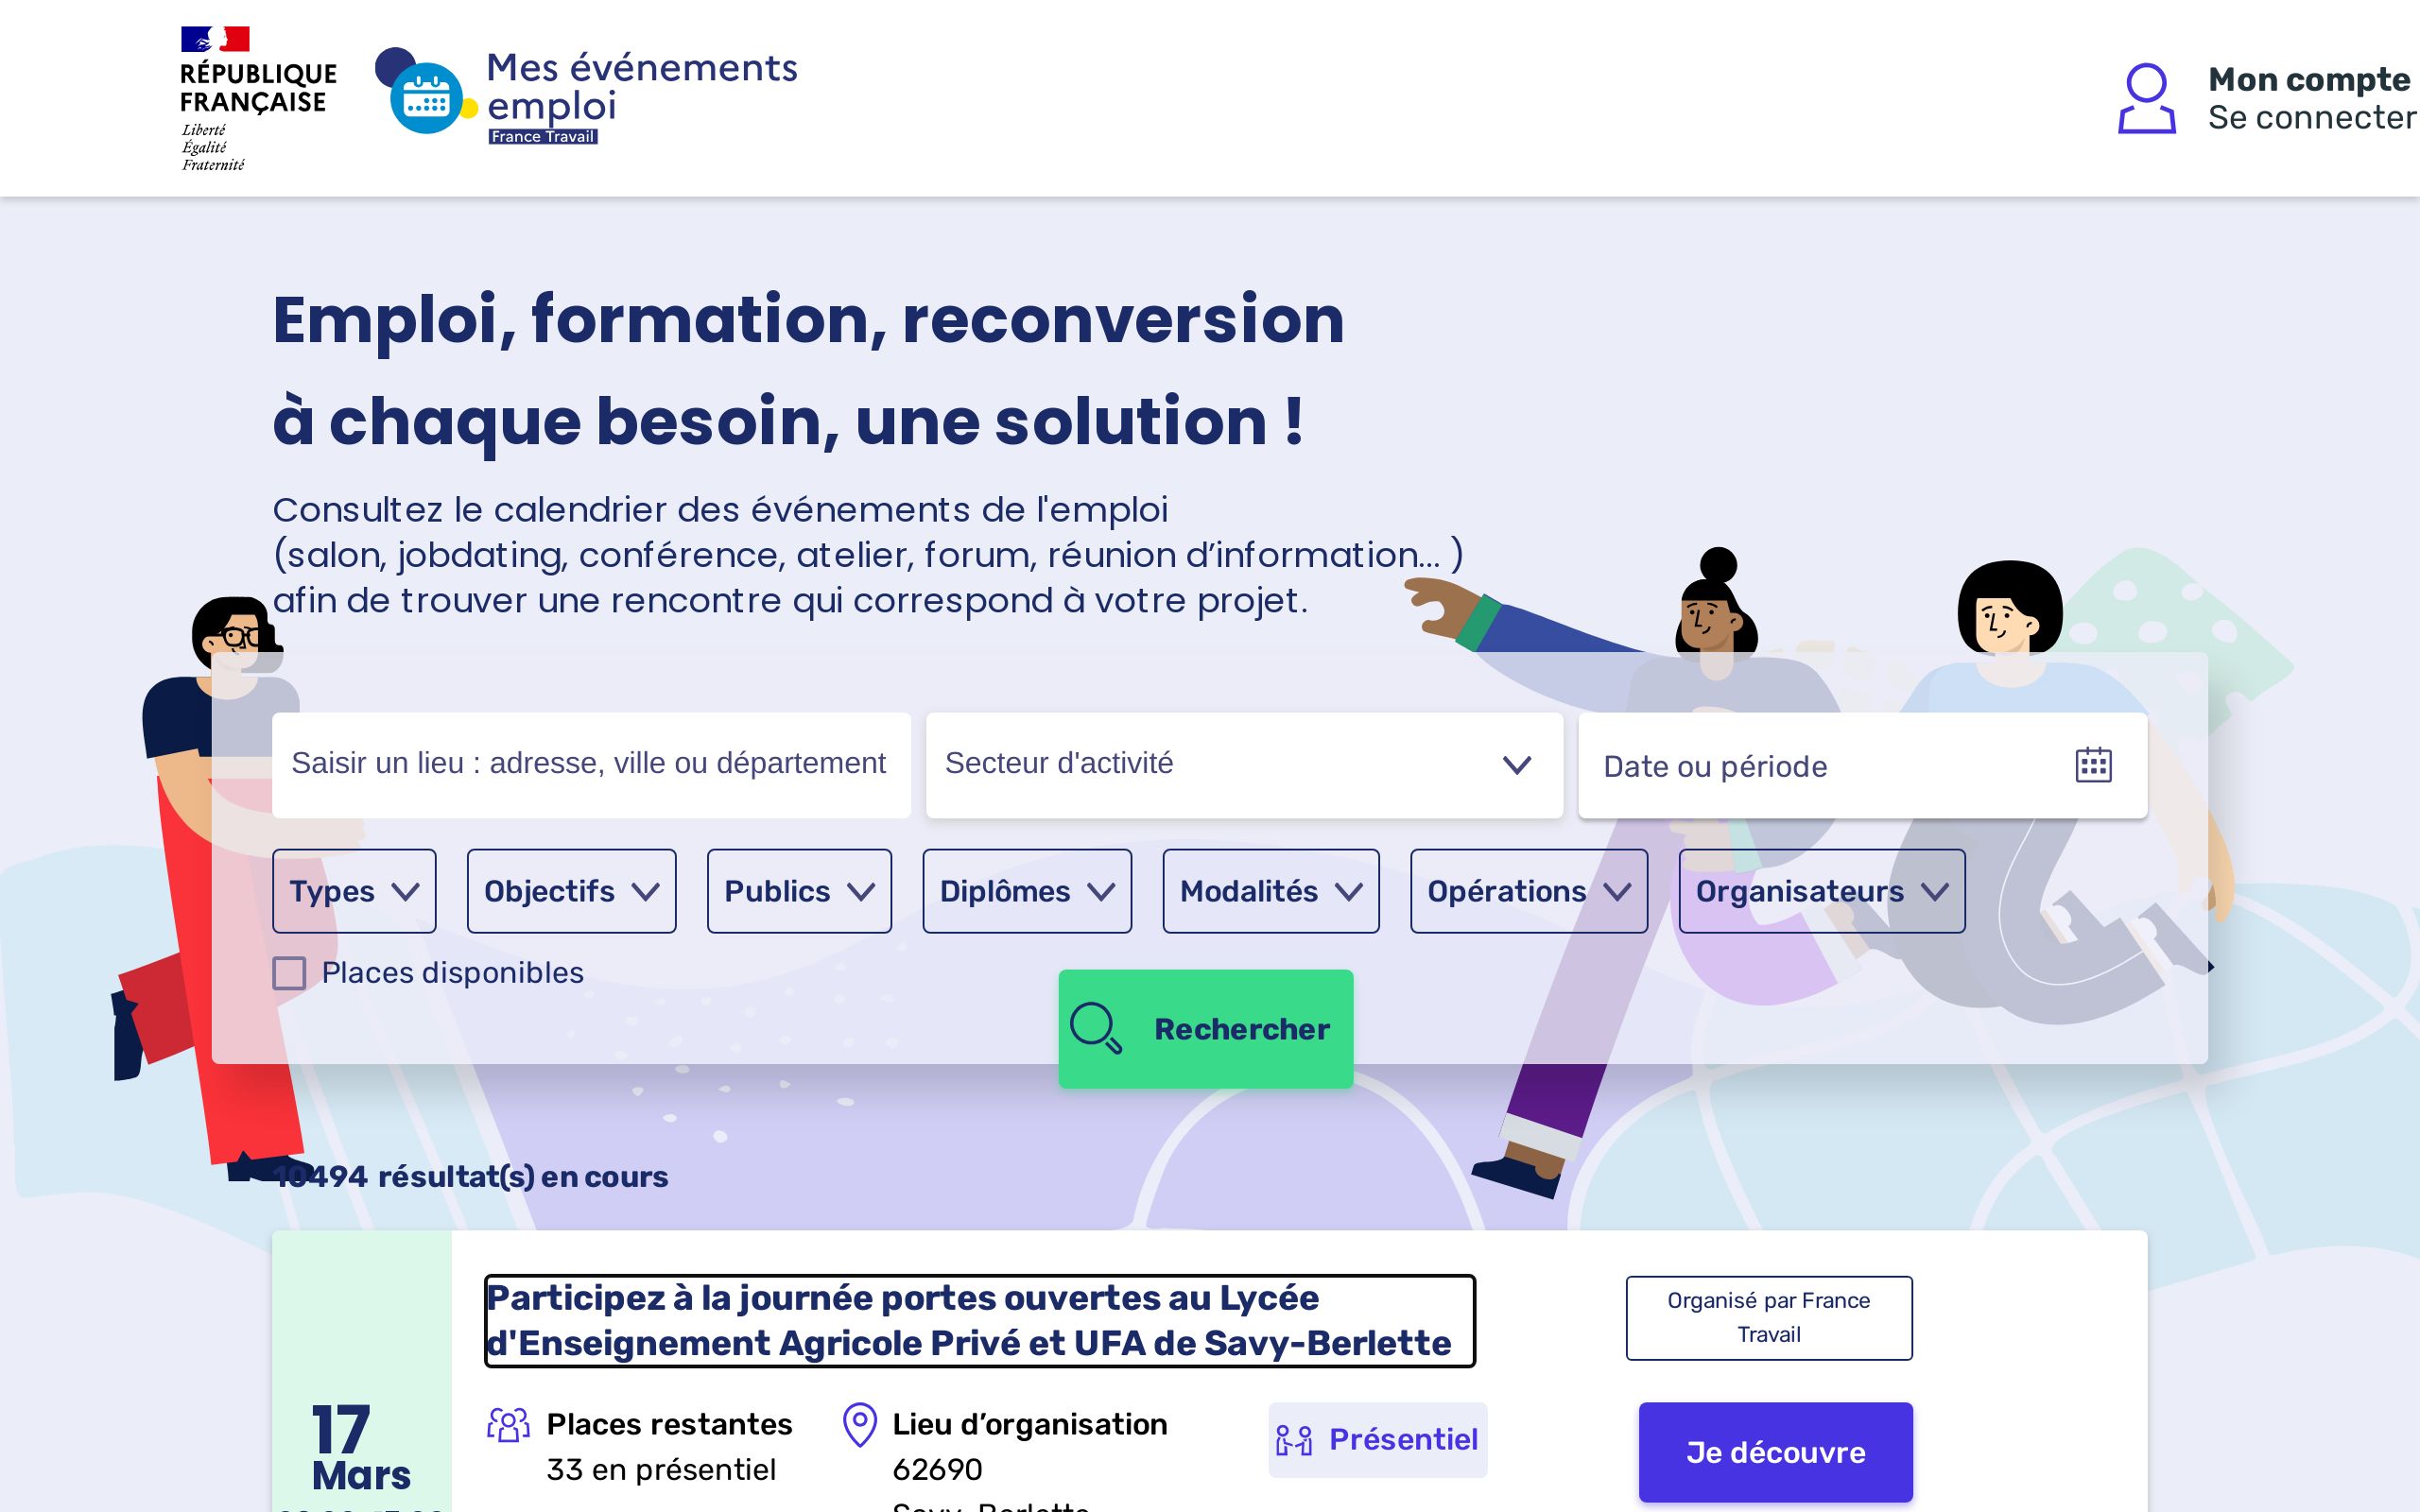 RÉPUBLIQUE
FRANÇAISE
Liberté
Égalité
Fraternité
Mes événements
emploi
France Travail
Mon compte
Se connecter
Emploi, formation, reconversion
à chaque besoin, une solution !
Consultez le calendrier des événements de l'emploi
(salon, jobdating, conférence, atelier, forum, réunion d’information... )
afin de trouver une rencontre qui correspond à votre projet.
Saisir un lieu : adresse, ville ou département
Secteur d'activité
Date ou période
Types
Objectifs
Publics
Diplômes
Modalités
Opérations
Organisateurs
Places disponibles
Rechercher
10494 résultat(s) en cours
Participez à la journée portes ouvertes au Lycée
d'Enseignement Agricole Privé et UFA de Savy-Berlette
Organisé par France
Travail
17
Mars
Places restantes
33 en présentiel
Lieu d’organisation
62690
Savy-Berlette
Présentiel
Je découvre